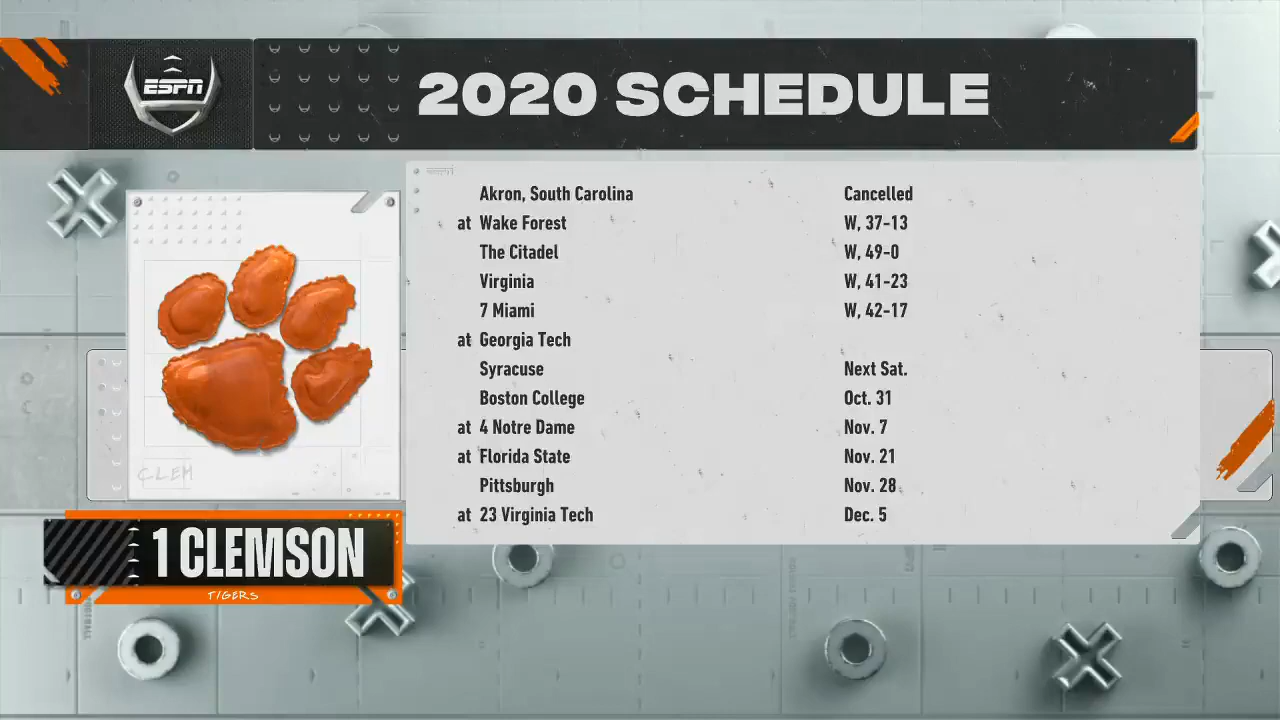 ESPN
2020 SCHEDULE
Akron, South Carolina Cancelled
at Wake Forest W, 37-13
The Citadel W, 49-0
Virginia W, 41-23
7 Miami W, 42-17
at Georgia Tech
Syracuse Next Sat.
Boston College Oct. 31
at 4 Notre Dame Nov. 7
at Florida State Nov. 21
Pittsburgh Nov. 28
at 23 Virginia Tech Dec. 5
CLEM
1 CLEMSON
TIGERS